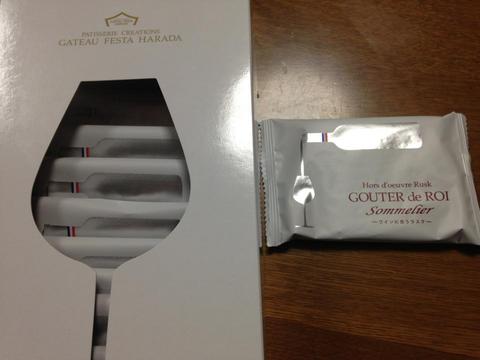 PATISSERIE CREATIONS
GATEAU FESTA HARADA
Hors d'oeuvre Rusk
GOUTER de ROI
Sommelier
〜ワインに合うラスク〜